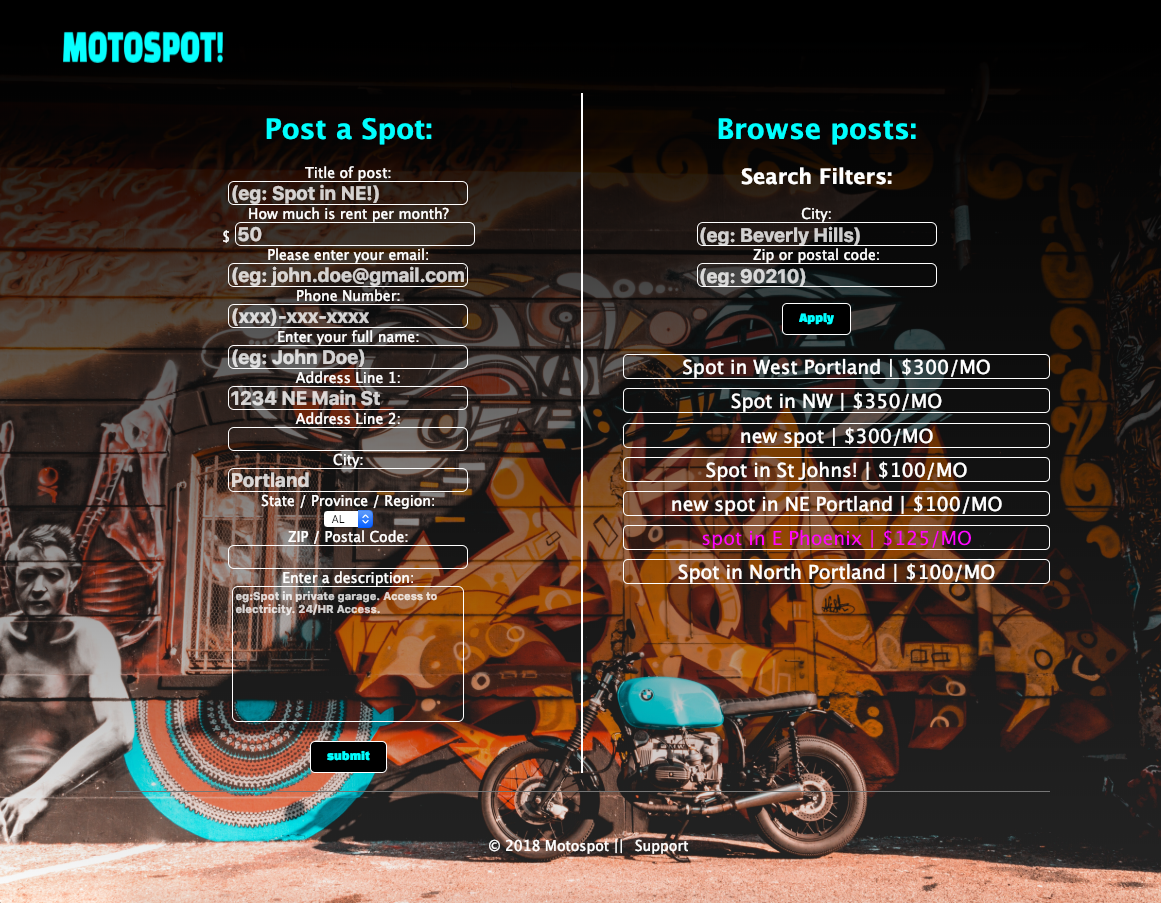 MOTOSPOT!
Post a Spot:
Title of post:
(eg: Spot in NE!)
How much is rent per month?
$ 50
Please enter your email:
(eg: john.doe@gmail.com
Phone Number:
(xxx)-xxx-xxxx
Enter your full name:
(eg: John Doe)
Address Line 1:
1234 NE Main St
Address Line 2:
City:
Portland
State / Province / Region:
AL
ZIP / Postal Code:
Enter a description:
eg:Spot in private garage. Access to
electricity. 24/HR Access.
submit
Browse posts:
Search Filters:
City:
(eg: Beverly Hills)
Zip or postal code:
(eg: 90210)
Apply
Spot in West Portland | $300/MO
Spot in NW | $350/MO
new spot | $300/MO
Spot in St Johns! | $100/MO
new spot in NE Portland | $100/MO
spot in E Phoenix | $125/MO
Spot in North Portland | $100/MO
© 2018 Motospot || Support